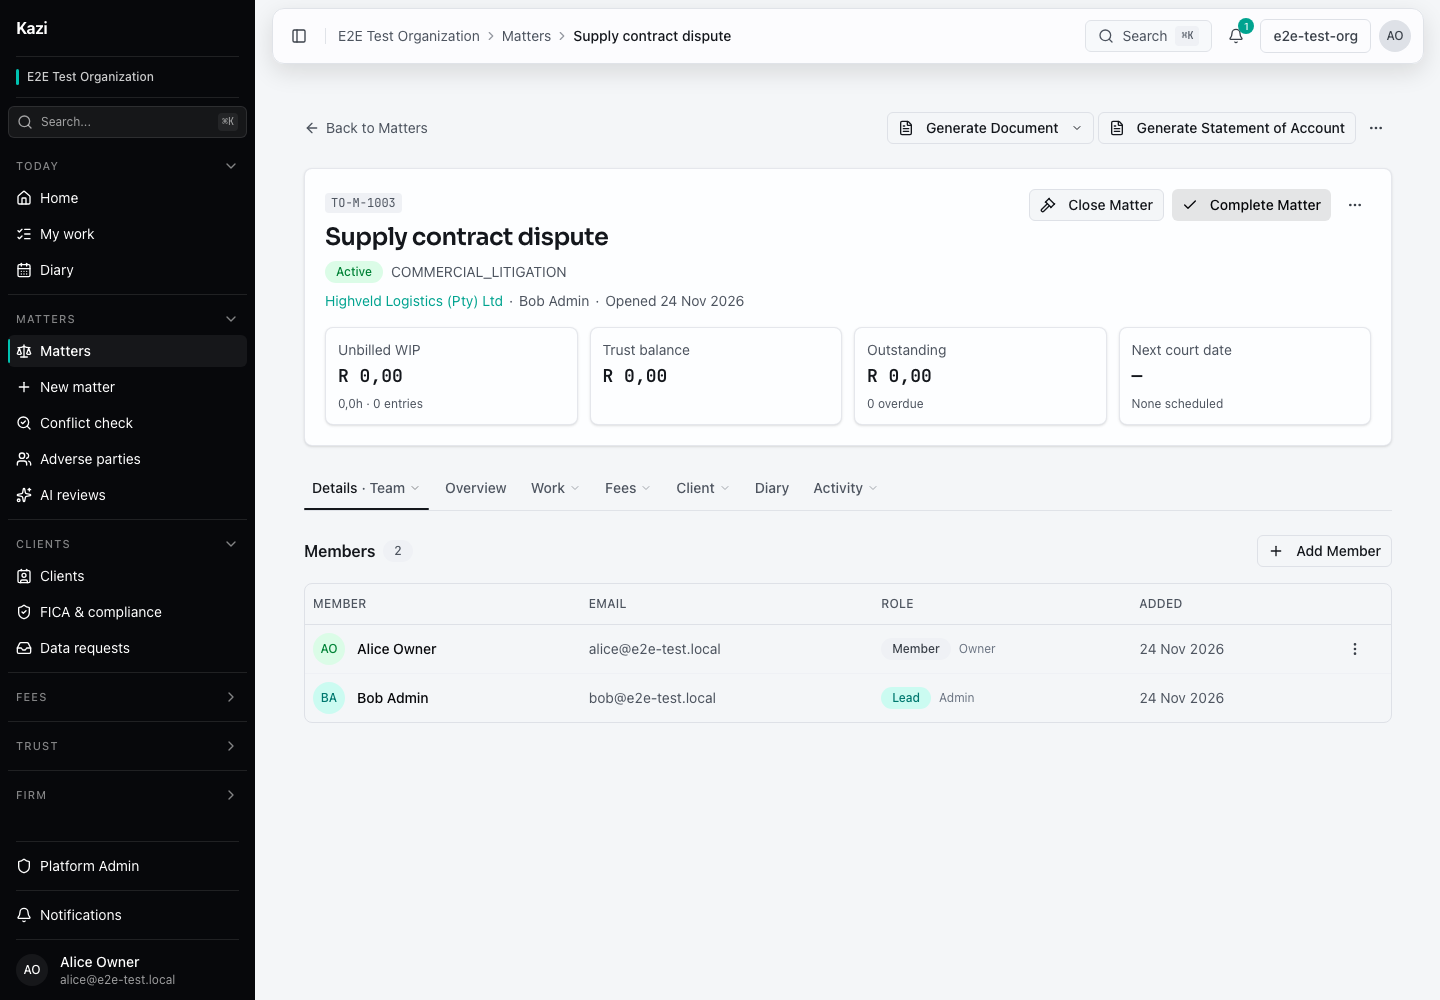 Kazi
E2E Test Organization
Search... ⌘K
TODAY
Home
My work
Diary
MATTERS
Matters
New matter
Conflict check
Adverse parties
AI reviews
CLIENTS
Clients
FICA & compliance
Data requests
FEES
TRUST
FIRM
Platform Admin
Notifications
AO
Alice Owner
alice@e2e-test.local
E2E Test Organization > Matters > Supply contract dispute
Search ⌘K
1
e2e-test-org
AO
Back to Matters
Generate Document
Generate Statement of Account
TO-M-1003
Close Matter
Complete Matter
Supply contract dispute
Active COMMERCIAL_LITIGATION
Highveld Logistics (Pty) Ltd · Bob Admin · Opened 24 Nov 2026
Unbilled WIP
R 0,00
0,0h · 0 entries
Trust balance
R 0,00
Outstanding
R 0,00
0 overdue
Next court date
—
None scheduled
Details · Team Overview Work Fees Client Diary Activity
Members 2
Add Member
MEMBER EMAIL ROLE ADDED
AO Alice Owner alice@e2e-test.local Member Owner 24 Nov 2026
BA Bob Admin bob@e2e-test.local Lead Admin 24 Nov 2026